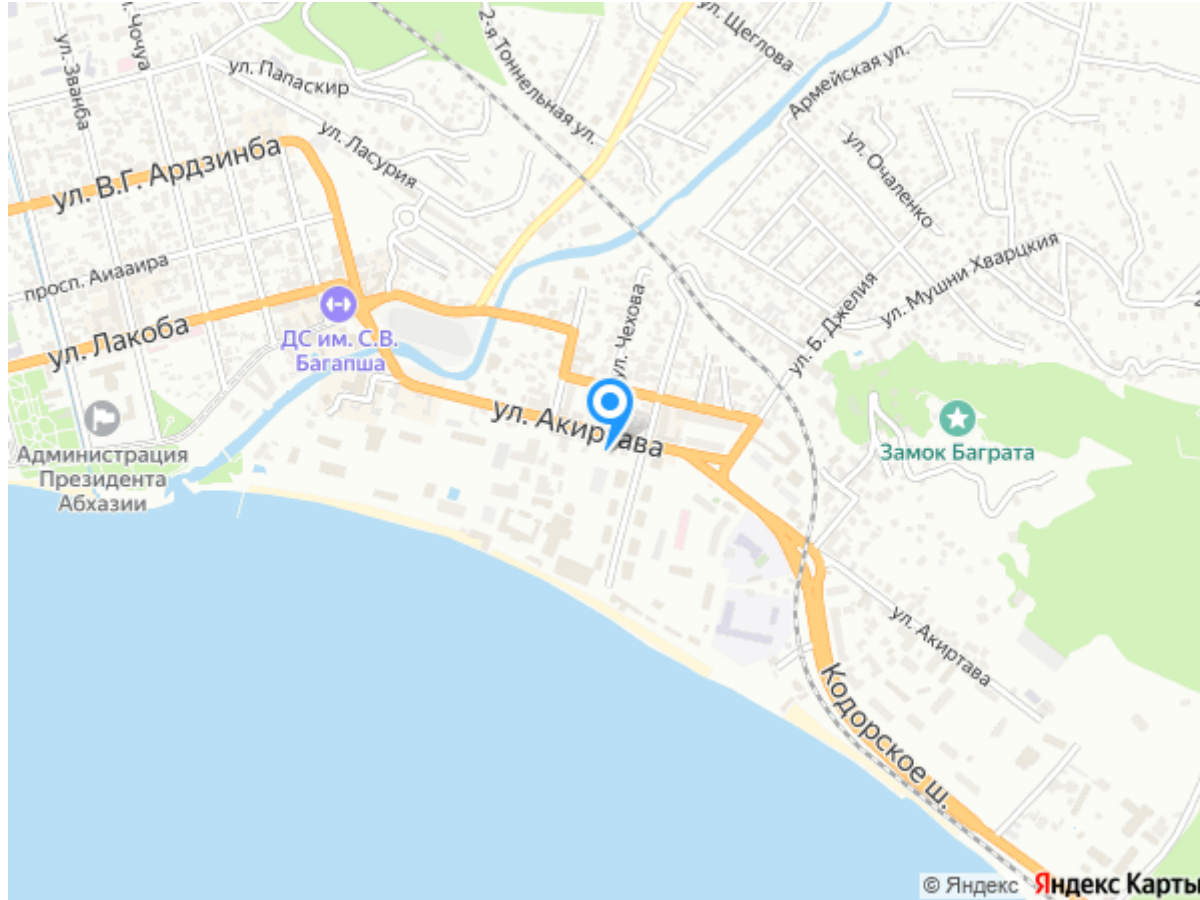 ул. Званба
ул. Чочуа
2-я Тоннельная ул.
ул. Щеглова
Армейская ул.
ул. Папаскир
ул. Ласурия
ул. Очаленко
ул. В.Г. Ардзинба
просп. Аиааира
ул. Мушни Хварцкия
ул. Б. Джелия
ул. Чехова
ул. Лакоба
ДС им. С.В.
Багапша
ул. Акиртава
Замок Баграта
Администрация
Президента
Абхазии
ул. Акиртава
Кодорское ш.
© Яндекс Яндекс Карты